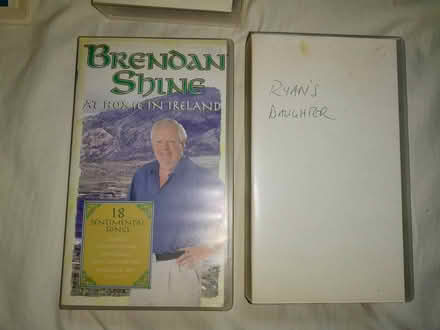 BRENDAN
SHINE
AT HOME IN IRELAND
18
SENTIMENTAL
SONGS
RYAN'S
DAUGHTER